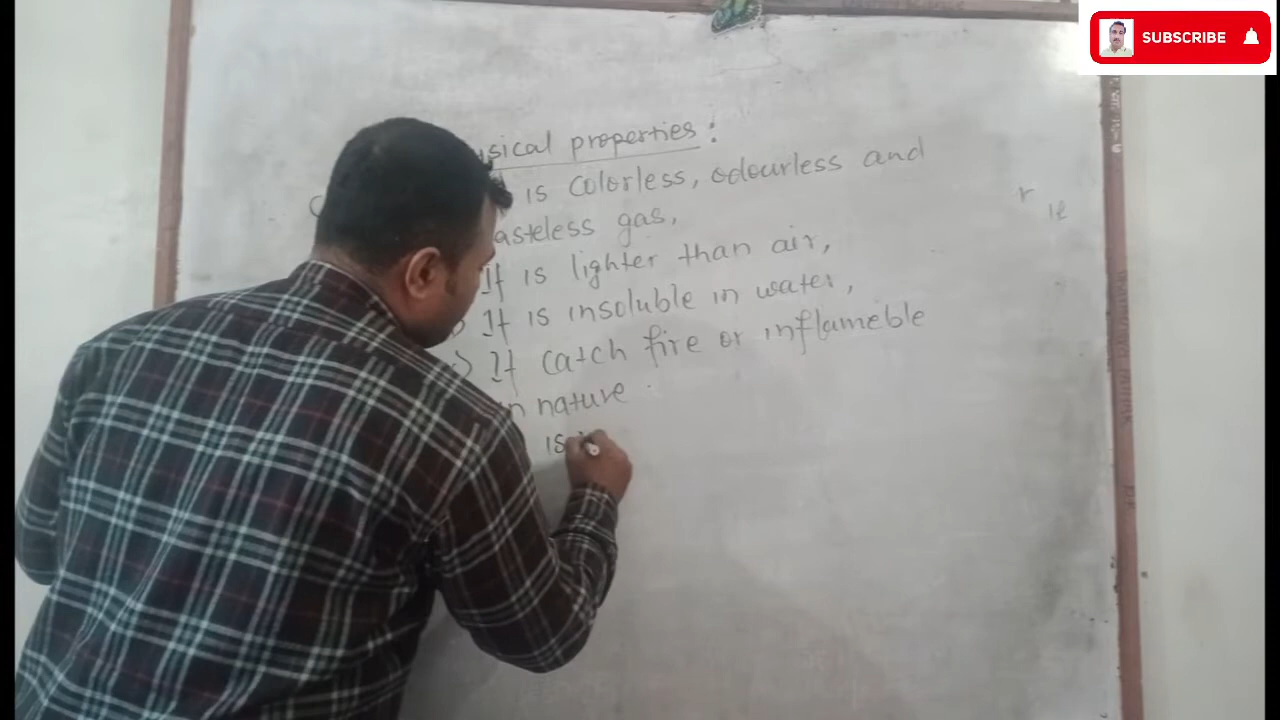 SUBSCRIBE
sical properties :
is Colorless, odourless and
asteless gas,
It is lighter than air,
It is insoluble in water,
It Catch fire or inflameble
in nature
is